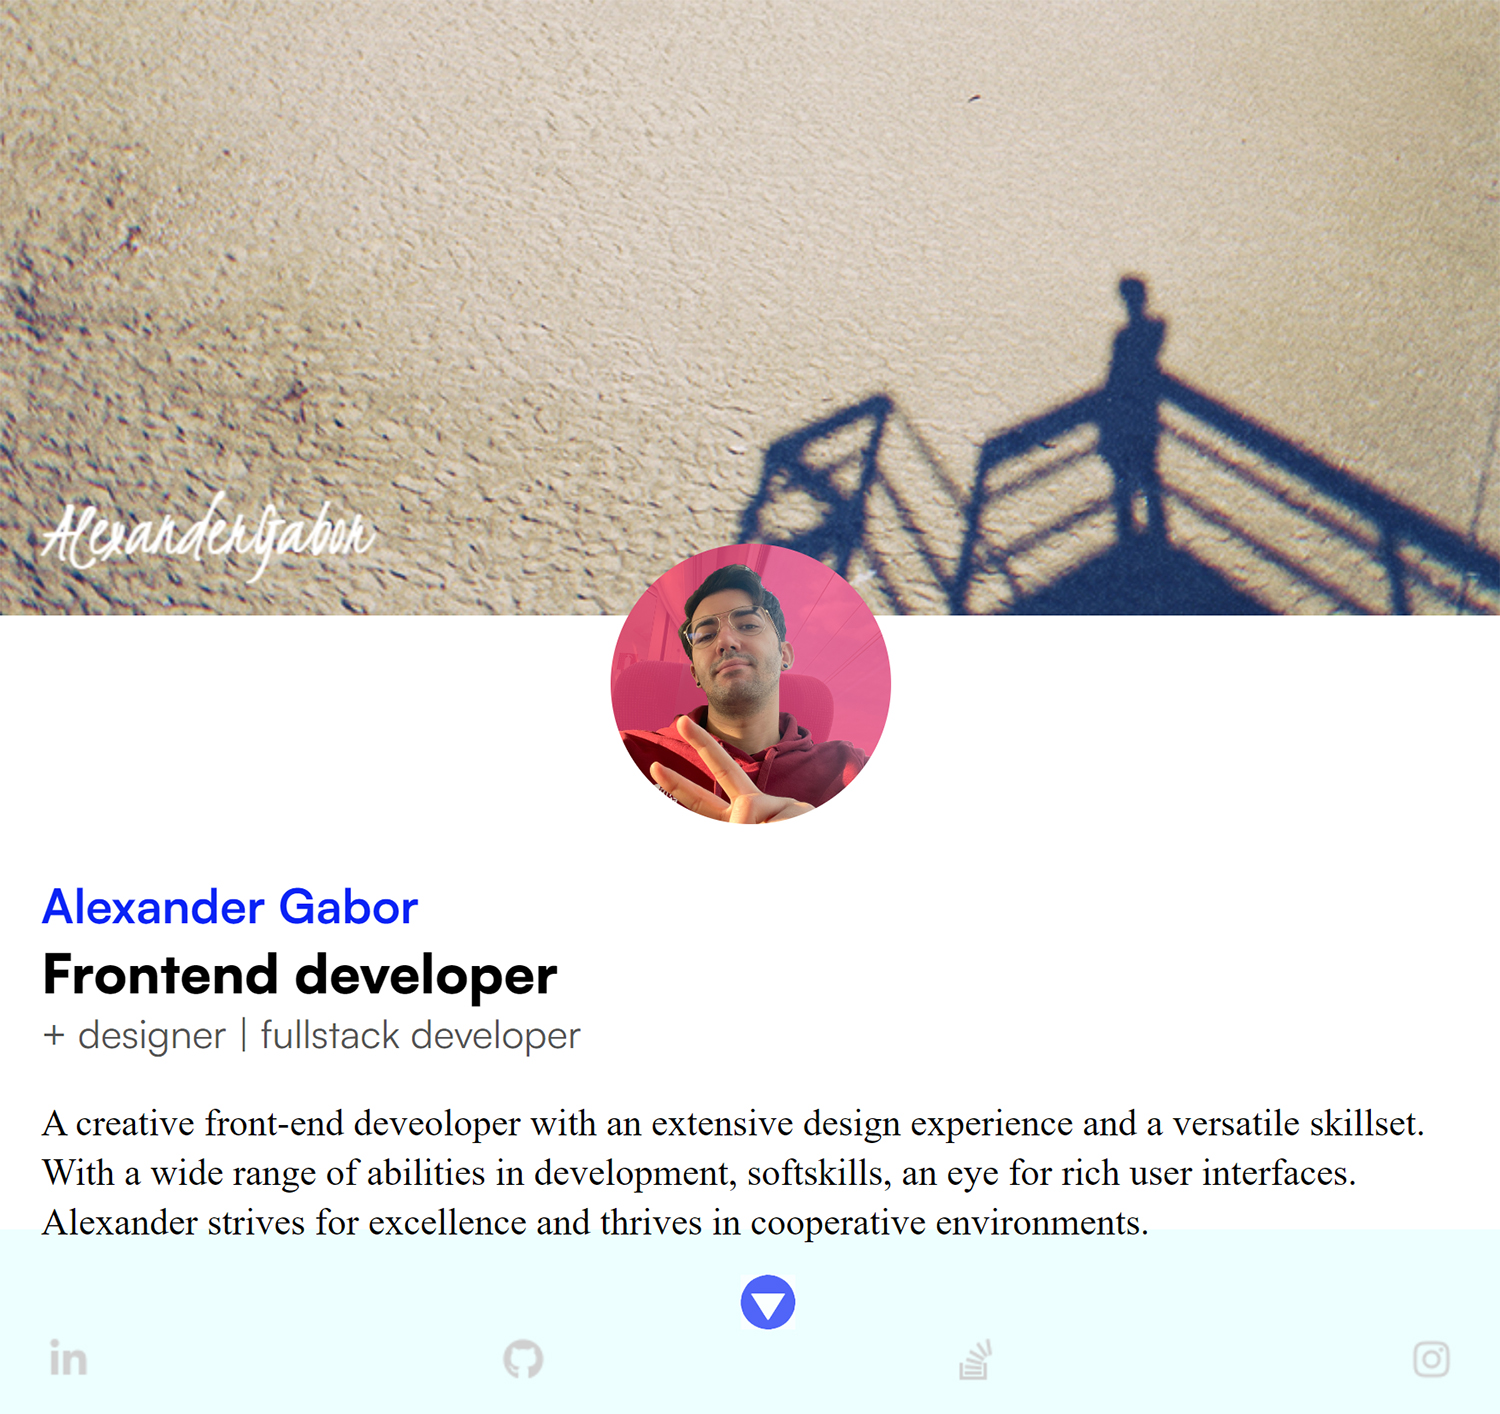 AlexanderGabor
Alexander Gabor
Frontend developer
+ designer | fullstack developer
A creative front-end deveoloper with an extensive design experience and a versatile skillset.
With a wide range of abilities in development, softskills, an eye for rich user interfaces.
Alexander strives for excellence and thrives in cooperative environments.
in